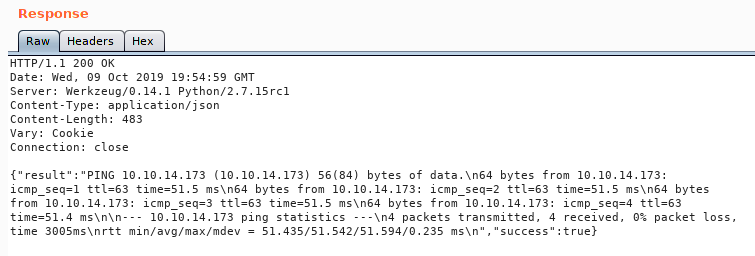 Response
Raw Headers Hex
HTTP/1.1 200 OK
Date: Wed, 09 Oct 2019 19:54:59 GMT
Server: Werkzeug/0.14.1 Python/2.7.15rc1
Content-Type: application/json
Content-Length: 483
Vary: Cookie
Connection: close
{"result":"PING 10.10.14.173 (10.10.14.173) 56(84) bytes of data.\n64 bytes from 10.10.14.173:
icmp_seq=1 ttl=63 time=51.5 ms\n64 bytes from 10.10.14.173: icmp_seq=2 ttl=63 time=51.5 ms\n64 bytes
from 10.10.14.173: icmp_seq=3 ttl=63 time=51.5 ms\n64 bytes from 10.10.14.173: icmp_seq=4 ttl=63
time=51.4 ms\n\n--- 10.10.14.173 ping statistics ---\n4 packets transmitted, 4 received, 0% packet loss,
time 3005ms\nrtt min/avg/max/mdev = 51.435/51.542/51.594/0.235 ms\n","success":true}